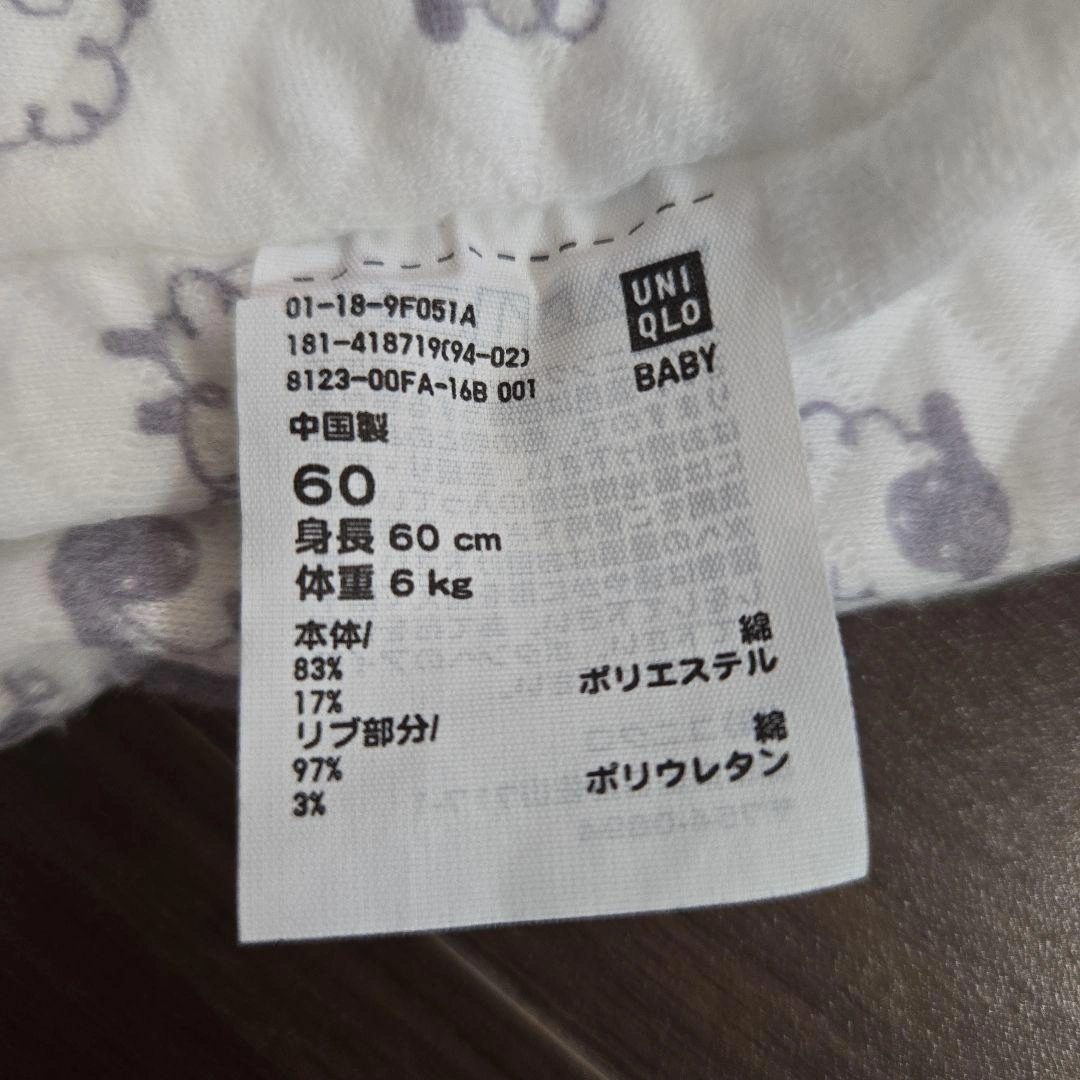 01-18-9F051A
181-418719(94-02)
8123-00FA-16B 001
UNI
QLO
BABY
中国製
60
身長 60 cm
体重 6 kg
本体/
83% 綿
17% ポリエステル
リブ部分/
97% 綿
3% ポリウレタン